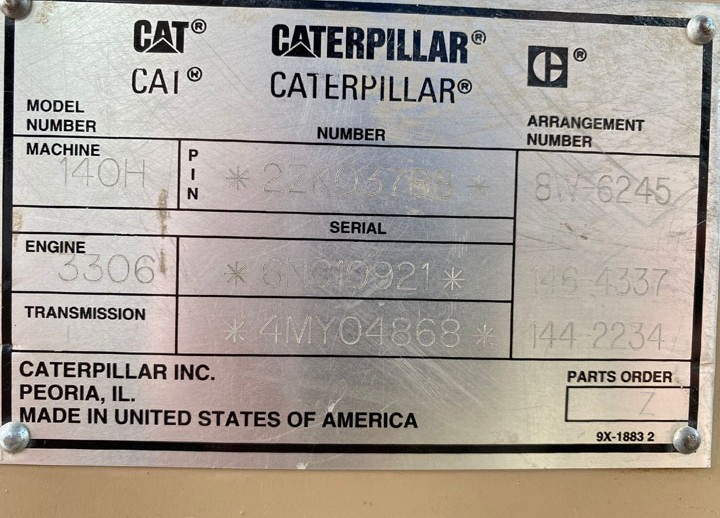 CAT® CATERPILLAR® ®
CAT® CATERPILLAR®
MODEL NUMBER NUMBER ARRANGEMENT NUMBER
MACHINE 140H PIN 8W-6245
SERIAL
ENGINE 3306 146-4337
TRANSMISSION *4MY04868* 144-2234
CATERPILLAR INC.
PEORIA, IL.
MADE IN UNITED STATES OF AMERICA
PARTS ORDER
Z
9X-1883 2